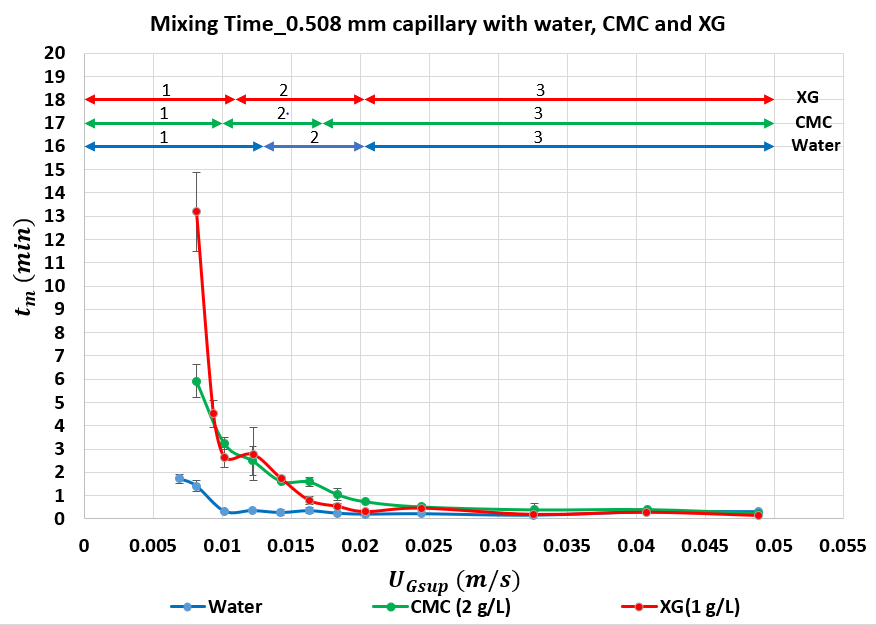 Mixing Time_0.508 mm capillary with water, CMC and XG
20
19
18
17
16
15
14
13
12
11
10
9
8
7
6
5
4
3
2
1
0
1 2 3 XG
1 2 3 CMC
1 2 3 Water
t_m (min)
0 0.005 0.01 0.015 0.02 0.025 0.03 0.035 0.04 0.045 0.05 0.055
U_Gsup (m/s)
Water CMC (2 g/L) XG(1 g/L)